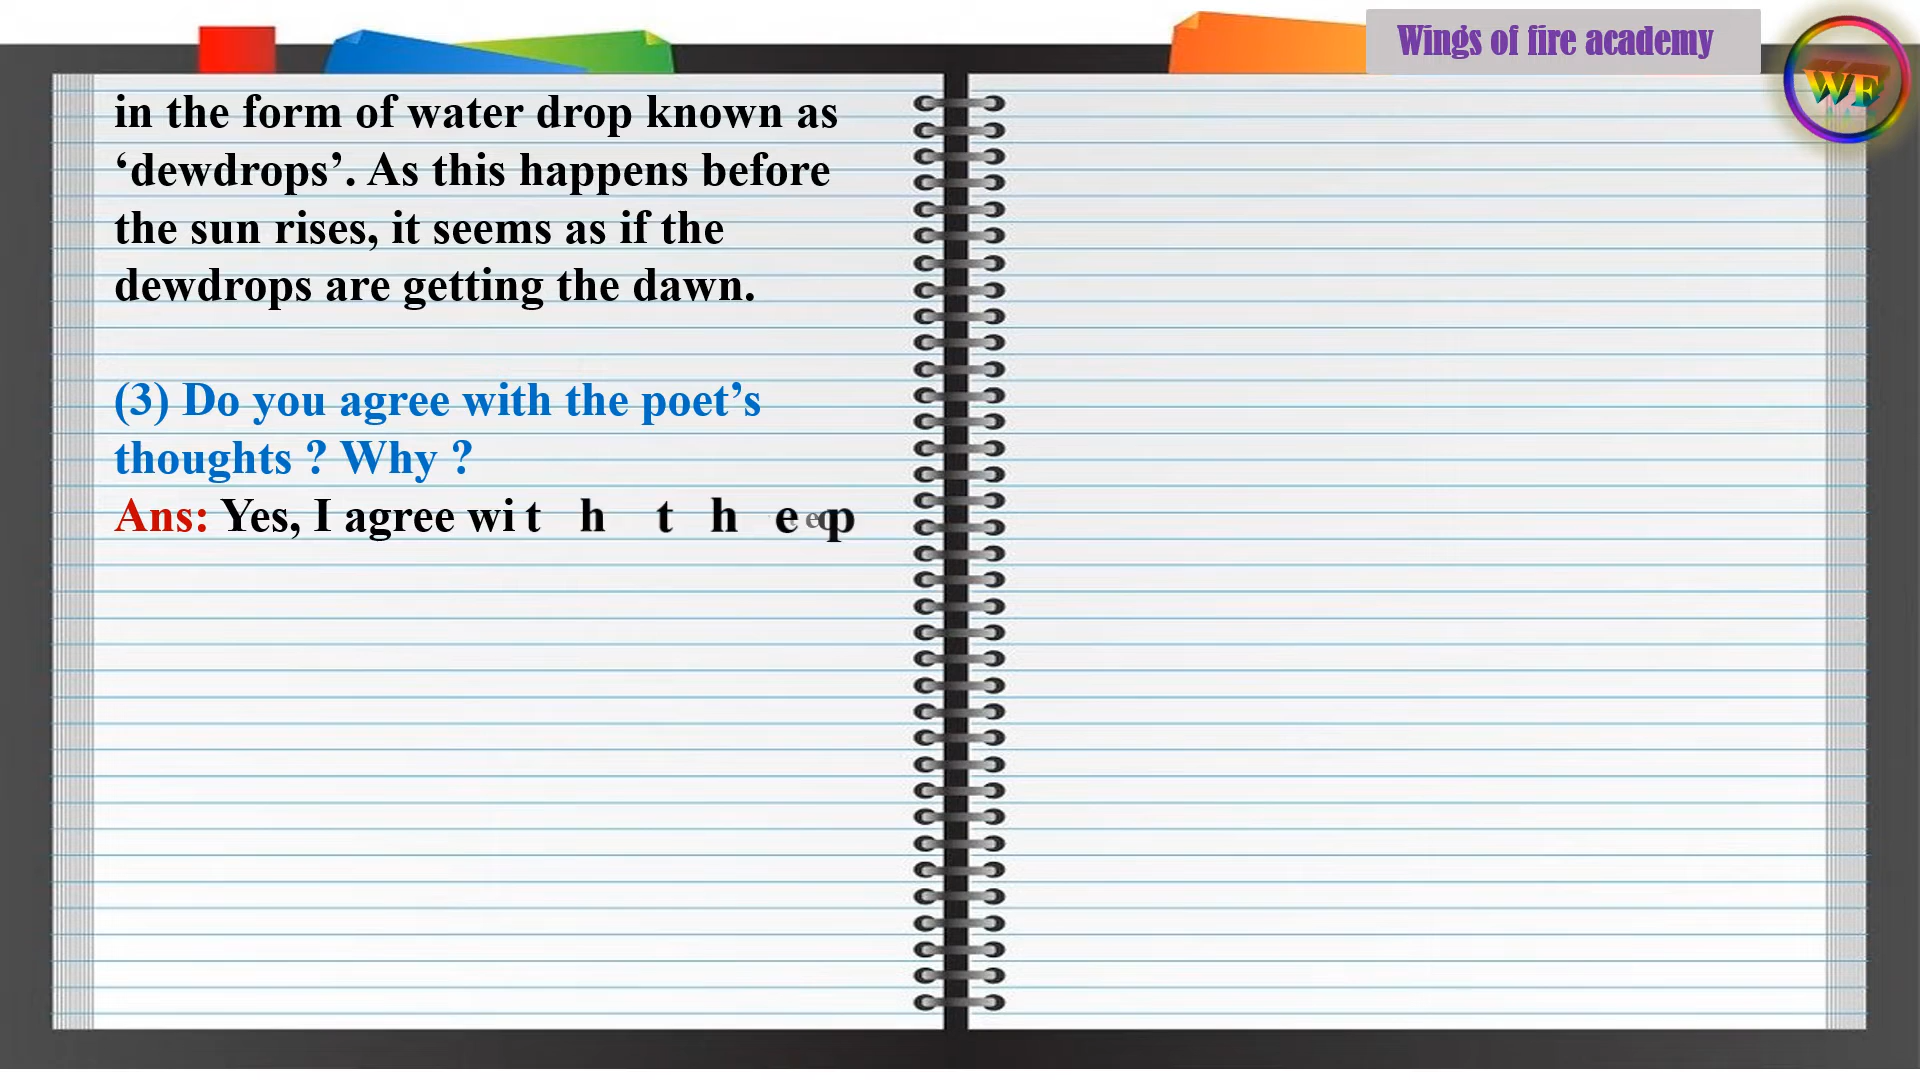 Wings of fire academy
WF
in the form of water drop known as
‘dewdrops’. As this happens before
the sun rises, it seems as if the
dewdrops are getting the dawn.
(3) Do you agree with the poet’s
thoughts ? Why ?
Ans: Yes, I agree with the